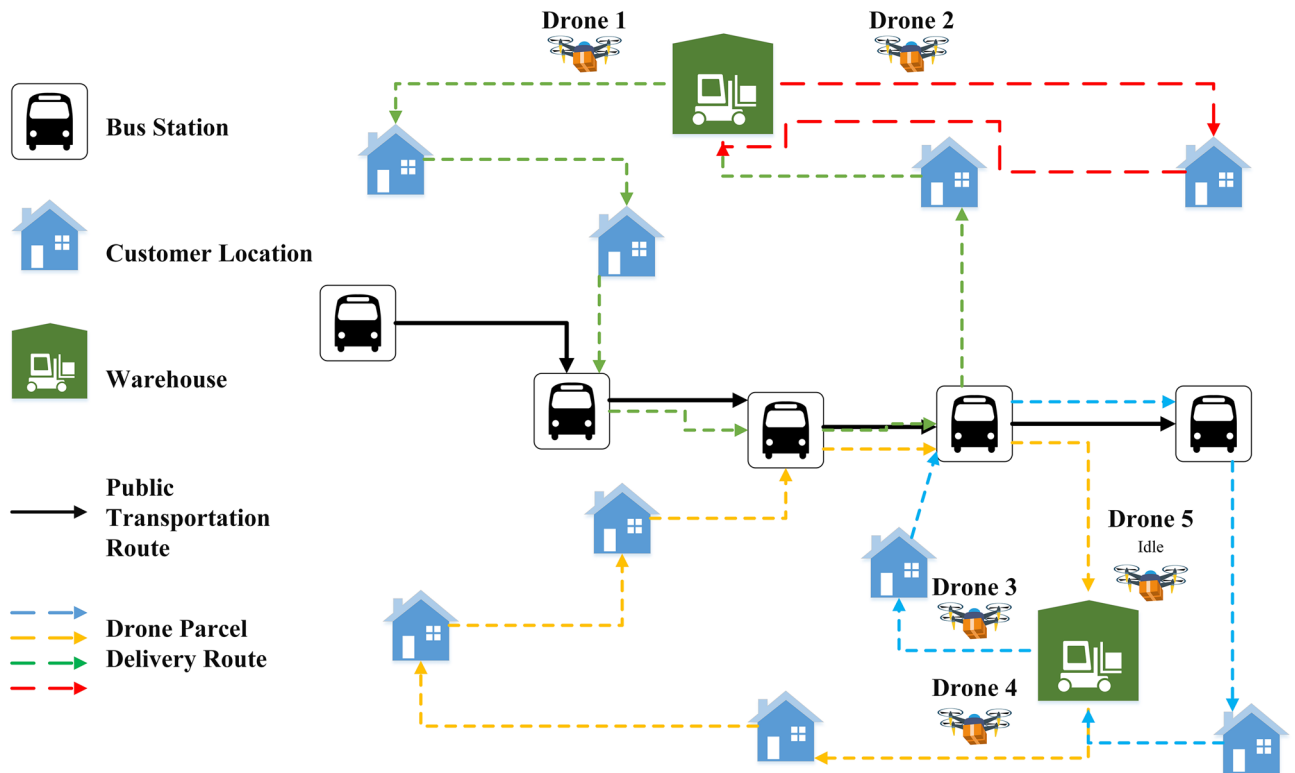 Drone 1
Drone 2
Bus Station
Customer Location
Warehouse
Public
Transportation
Route
Drone Parcel
Delivery Route
Drone 5
Idle
Drone 3
Drone 4